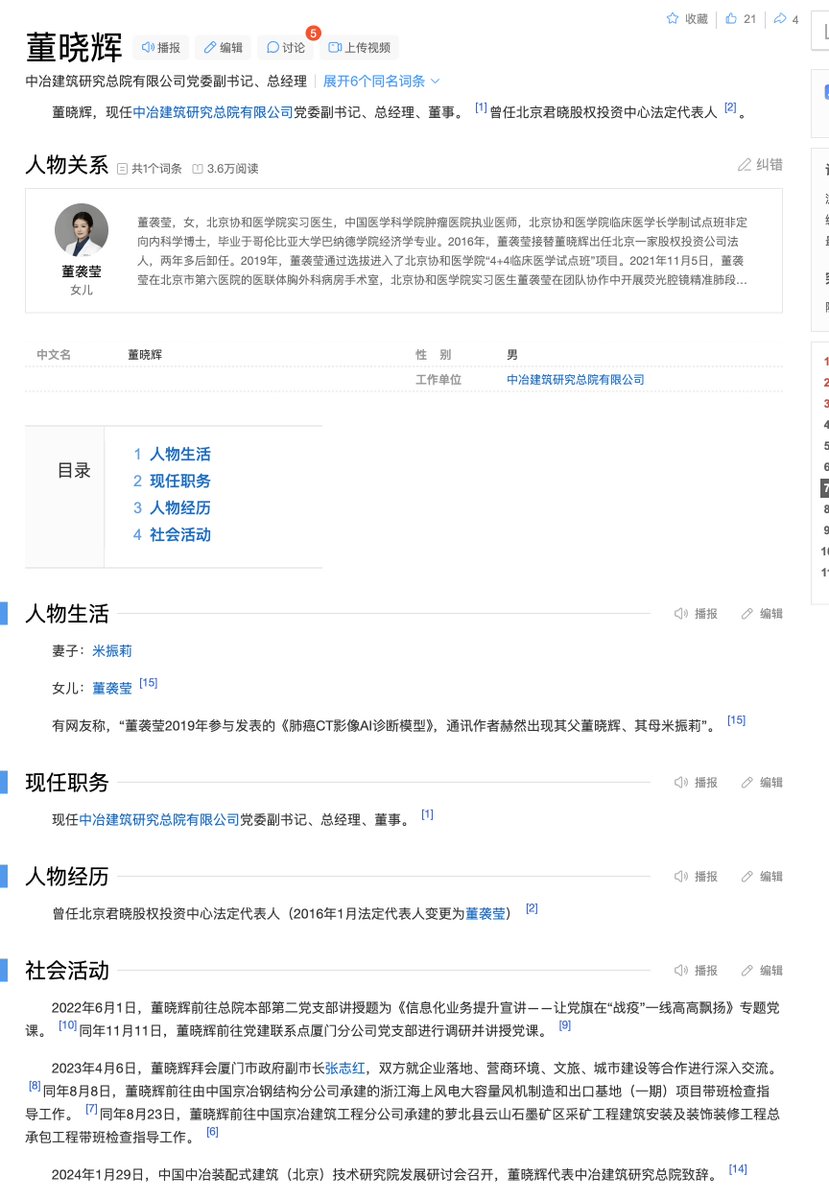 收藏 21 4
董晓辉 播报 编辑 讨论 5 上传视频
中冶建筑研究总院有限公司党委副书记、总经理 展开6个同名词条
董晓辉，现任中冶建筑研究总院有限公司党委副书记、总经理、董事。 [1] 曾任北京君晓股权投资中心法定代表人 [2] 。
人物关系 共1个词条 3.6万阅读 纠错
董袭莹，女，北京协和医学院实习医生，中国医学科学院肿瘤医院执业医师，北京协和医学院临床医学长学制试点班非定
向内科学博士，毕业于哥伦比亚大学巴纳德学院经济学专业。2016年，董袭莹接替董晓辉出任北京一家股权投资公司法
人，两年多后卸任。2019年，董袭莹通过选拔进入了北京协和医学院“4+4临床医学试点班”项目。2021年11月5日，董袭
莹在北京市第六医院的医联体胸外科病房手术室，北京协和医学院实习医生董袭莹在团队协作中开展荧光腔镜精准肺段...
董袭莹
女儿
中文名 董晓辉 性 别 男
工作单位 中冶建筑研究总院有限公司
目录
1 人物生活
2 现任职务
3 人物经历
4 社会活动
1
2
3
4
5
6
7
8
9
10
11
人物生活 播报 编辑
妻子：米振莉
女儿：董袭莹 [15]
有网友称，“董袭莹2019年参与发表的《肺癌CT影像AI诊断模型》，通讯作者赫然出现其父董晓辉、其母米振莉”。 [15]
现任职务 播报 编辑
现任中冶建筑研究总院有限公司党委副书记、总经理、董事。 [1]
人物经历 播报 编辑
曾任北京君晓股权投资中心法定代表人（2016年1月法定代表人变更为董袭莹） [2]
社会活动 播报 编辑
2022年6月1日，董晓辉前往总院本部第二党支部讲授题为《信息化业务提升宣讲——让党旗在“战疫”一线高高飘扬》专题党
课。 [10] 同年11月11日，董晓辉前往党建联系点厦门分公司党支部进行调研并讲授党课。 [9]
2023年4月6日，董晓辉拜会厦门市政府副市长张志红，双方就企业落地、营商环境、文旅、城市建设等合作进行深入交流。
[8] 同年8月8日，董晓辉前往由中国京冶钢结构分公司承建的浙江海上风电大容量风机制造和出口基地（一期）项目带班检查指
导工作。 [7] 同年8月23日，董晓辉前往中国京冶建筑工程分公司承建的萝北县云山石墨矿区采矿工程建筑安装及装饰装修工程总
承包工程带班检查指导工作。 [6]
2024年1月29日，中国中冶装配式建筑（北京）技术研究院发展研讨会召开，董晓辉代表中冶建筑研究总院致辞。 [14]